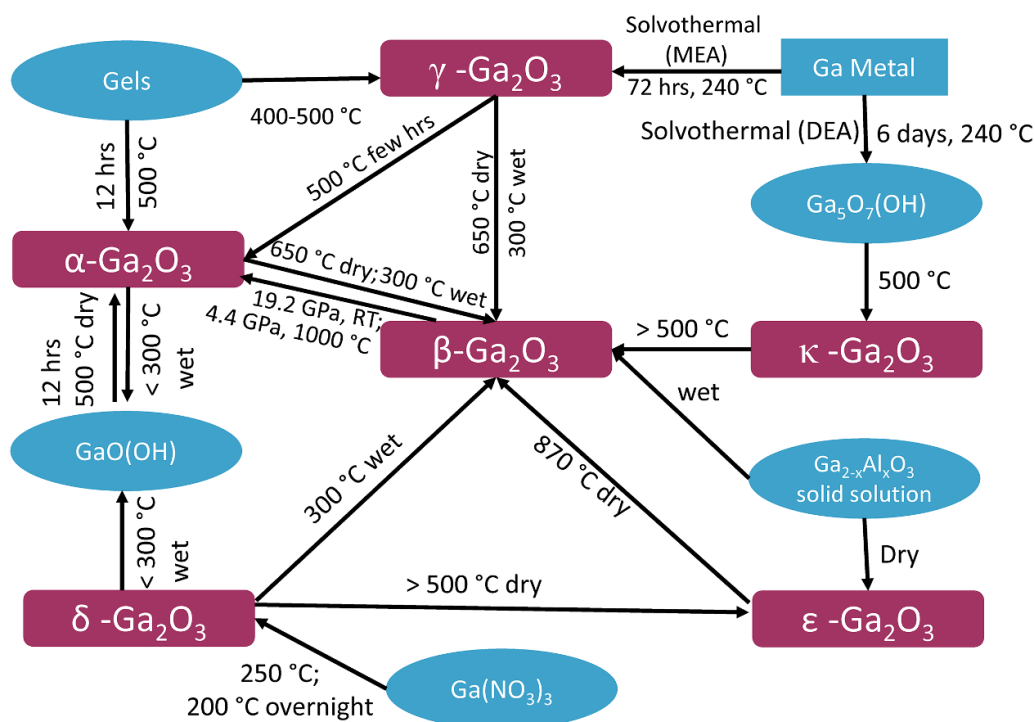 Gels
γ -Ga₂O₃
Solvothermal
(MEA)
72 hrs, 240 °C
Ga Metal
400-500 °C
Solvothermal (DEA)
6 days, 240 °C
12 hrs
500 °C
500 °C few hrs
650 °C dry
300 °C wet
Ga₅O₇(OH)
α-Ga₂O₃
650 °C dry;300 °C wet
19.2 GPa, RT;
4.4 GPa, 1000 °C
500 °C
β-Ga₂O₃
> 500 °C
κ -Ga₂O₃
12 hrs
500 °C dry
< 300 °C
wet
wet
GaO(OH)
300 °C wet
870 °C dry
Ga₂₋ₓAlₓO₃
solid solution
< 300 °C
wet
Dry
> 500 °C dry
δ -Ga₂O₃
ε -Ga₂O₃
250 °C;
200 °C overnight
Ga(NO₃)₃